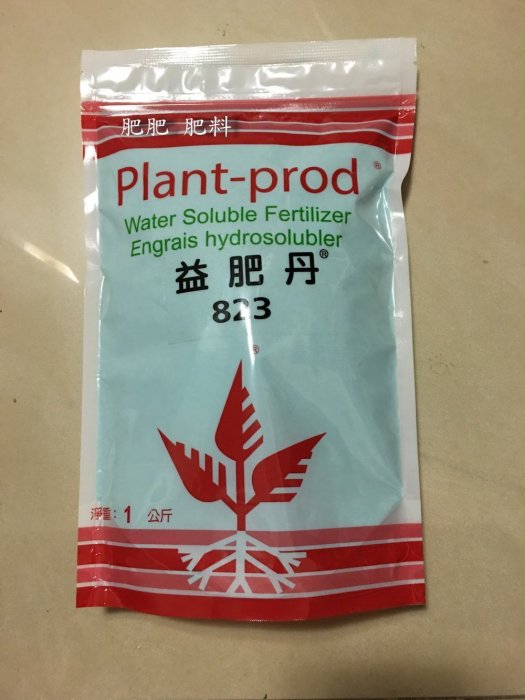 肥肥 肥料
Plant-prod ®
Water Soluble Fertilizer
Engrais hydrosolubler
益肥丹®
823
®
淨重: 1 公斤